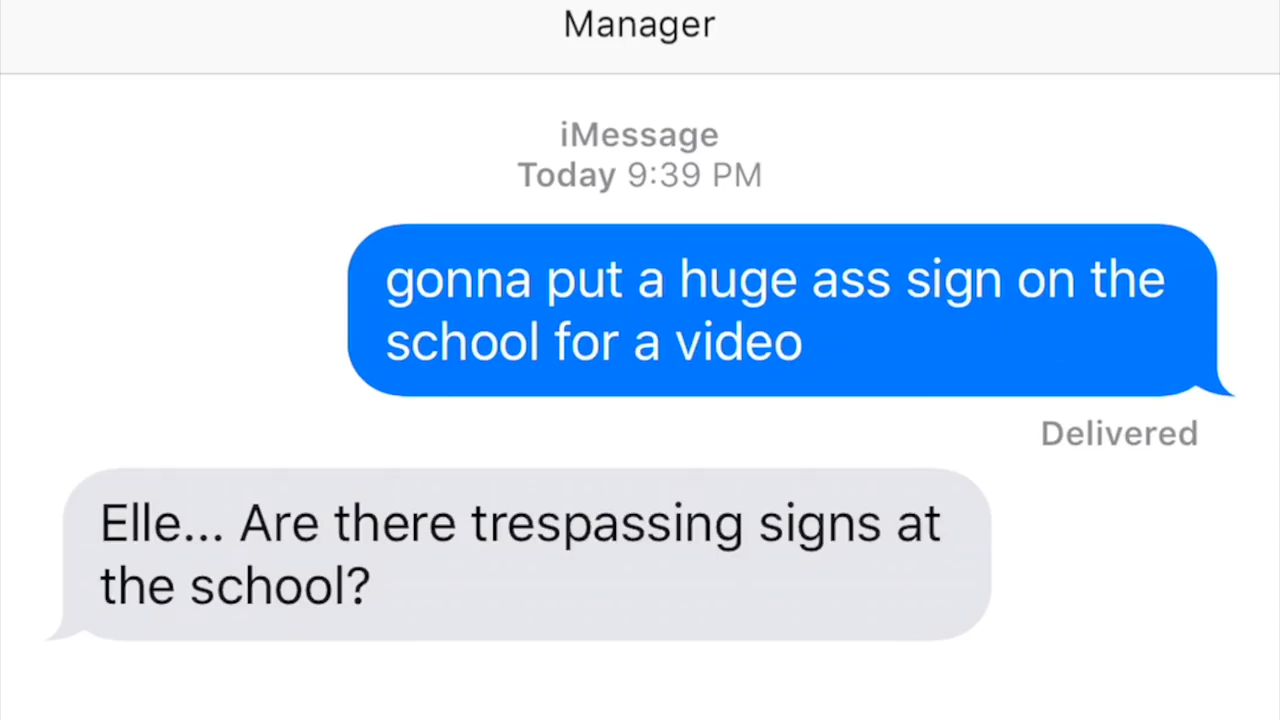 Manager
iMessage
Today 9:39 PM
gonna put a huge ass sign on the
school for a video
Delivered
Elle... Are there trespassing signs at
the school?